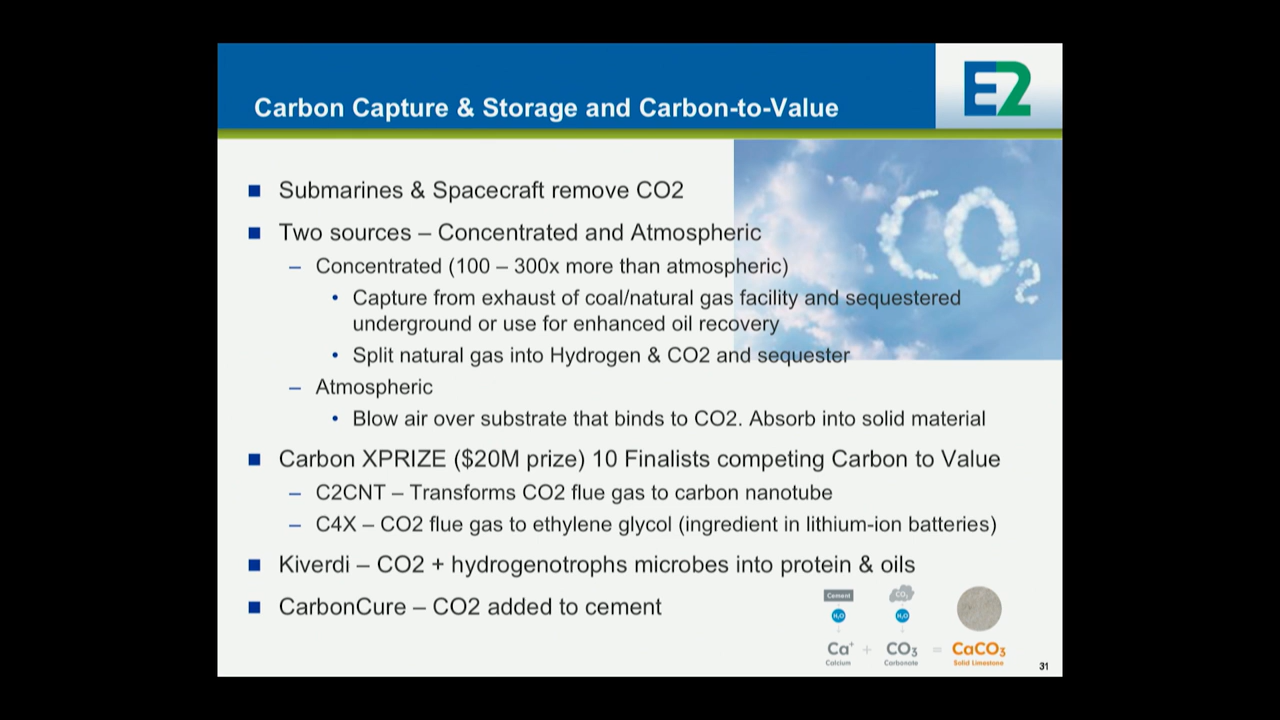 Carbon Capture & Storage and Carbon-to-Value
E2
■ Submarines & Spacecraft remove CO2
■ Two sources – Concentrated and Atmospheric
– Concentrated (100 – 300x more than atmospheric)
• Capture from exhaust of coal/natural gas facility and sequestered
underground or use for enhanced oil recovery
• Split natural gas into Hydrogen & CO2 and sequester
– Atmospheric
• Blow air over substrate that binds to CO2. Absorb into solid material
CO2
■ Carbon XPRIZE ($20M prize) 10 Finalists competing Carbon to Value
– C2CNT – Transforms CO2 flue gas to carbon nanotube
– C4X – CO2 flue gas to ethylene glycol (ingredient in lithium-ion batteries)
■ Kiverdi – CO2 + hydrogenotrophs microbes into protein & oils
■ CarbonCure – CO2 added to cement
Cement CO2
H2O H2O
Ca+ + CO3 = CaCO3
Calcium Carbonate Solid Limestone
31